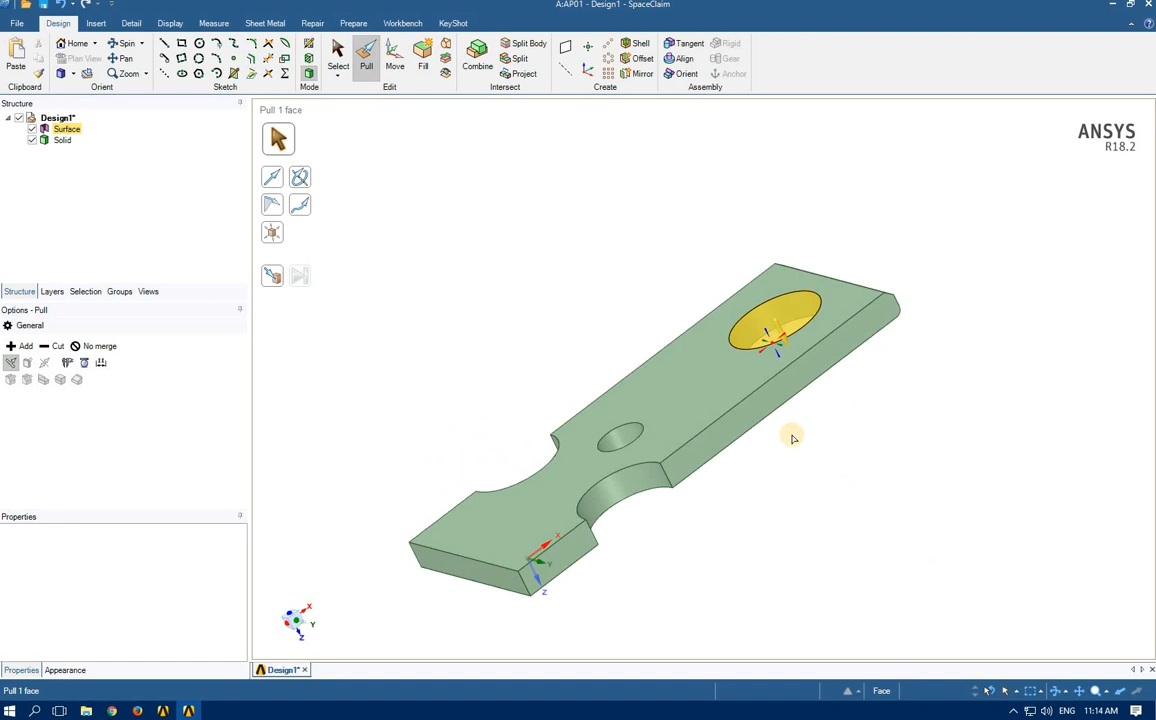 A:AP01 - Design1 - SpaceClaim
File Design Insert Detail Display Measure Sheet Metal Repair Prepare Workbench KeyShot
Home Spin Split Body Shell Tangent Rigid
Plan View Pan Split Offset Align Gear
Paste Zoom Select Pull Move Fill Combine Project Mirror Orient Anchor
Clipboard Orient Sketch Mode Edit Intersect Create Assembly
Structure
Design1*
Surface
Solid
Structure Layers Selection Groups Views
Options - Pull
General
Add Cut No merge
Properties
Properties Appearance
Pull 1 face
ANSYS
R18.2
X
Y
Z
X
Y
Z
Design1*
Pull 1 face Face
ENG 11:14 AM